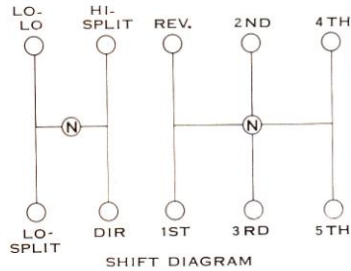 LO-LO HI-SPLIT REV. 2ND 4TH
N N
LO-SPLIT DIR 1ST 3RD 5TH
SHIFT DIAGRAM